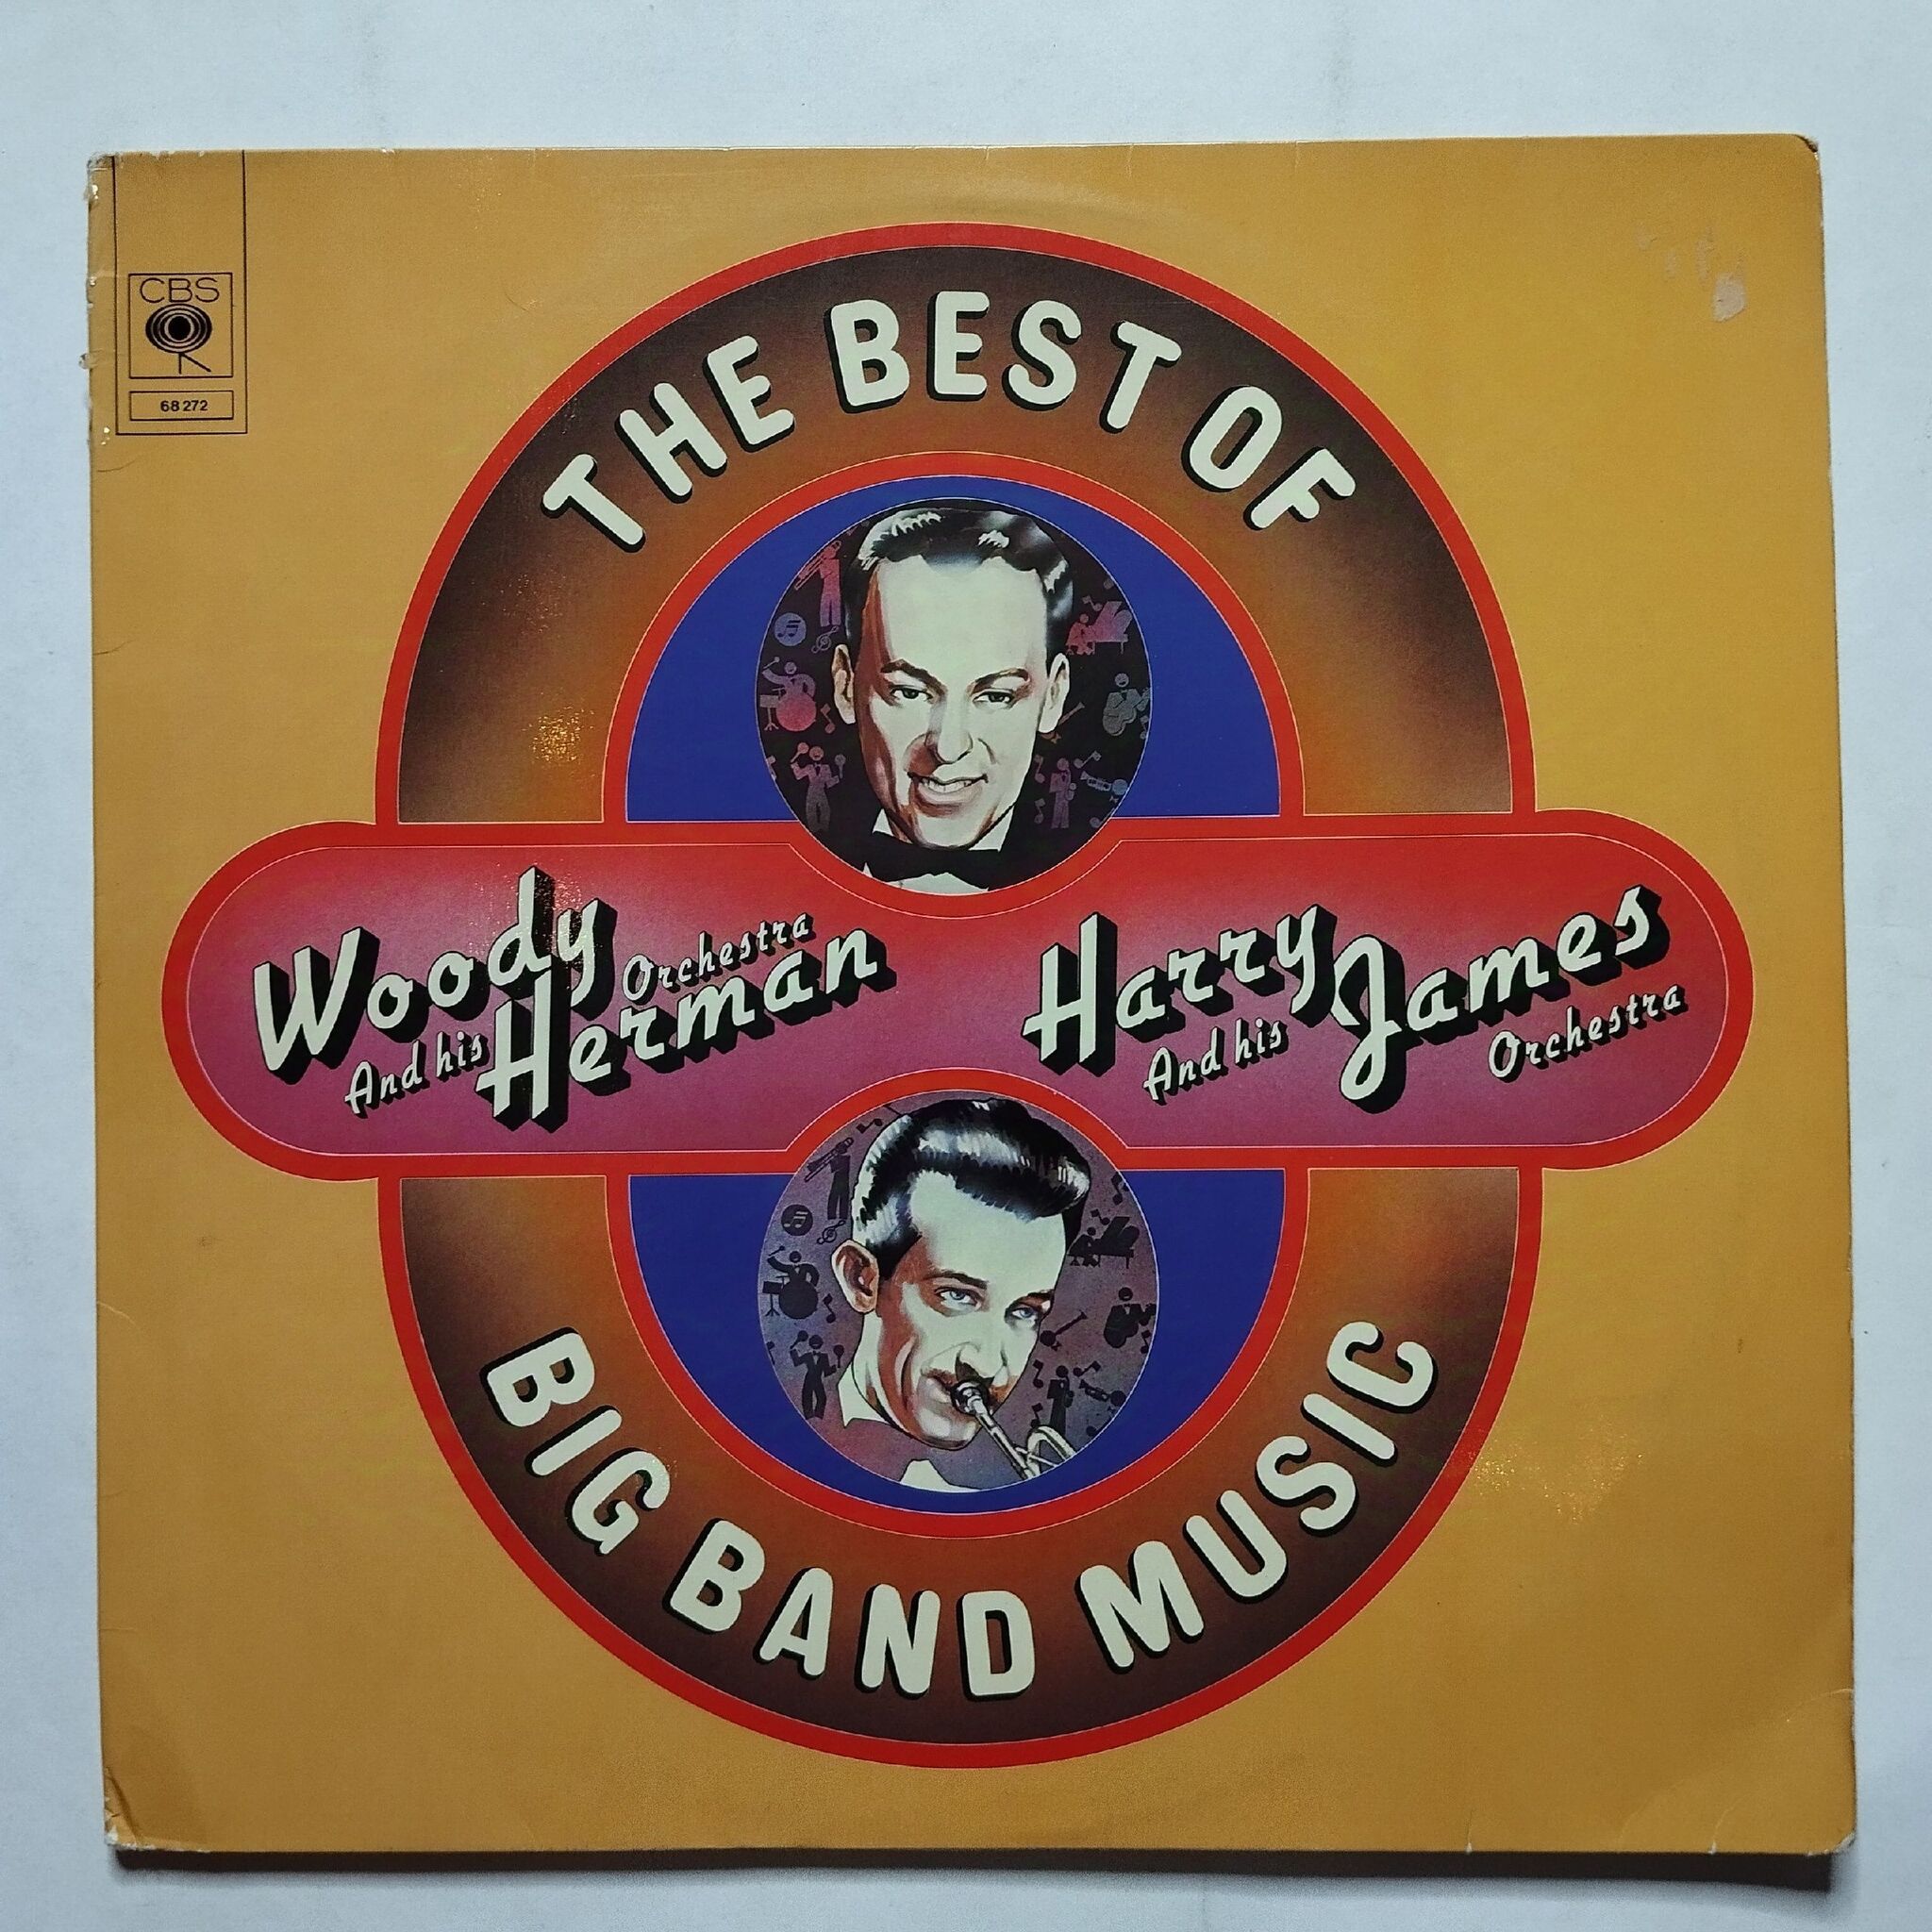 CBS
68 272
THE BEST OF
Woody Herman
And his Orchestra
Harry James
And his Orchestra
BIG BAND MUSIC